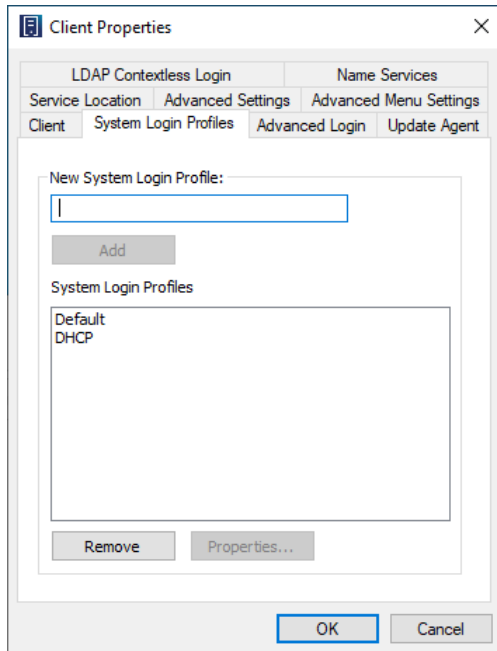 Client Properties
LDAP Contextless Login Name Services
Service Location Advanced Settings Advanced Menu Settings
Client System Login Profiles Advanced Login Update Agent
New System Login Profile:
Add
System Login Profiles
Default
DHCP
Remove Properties...
OK Cancel